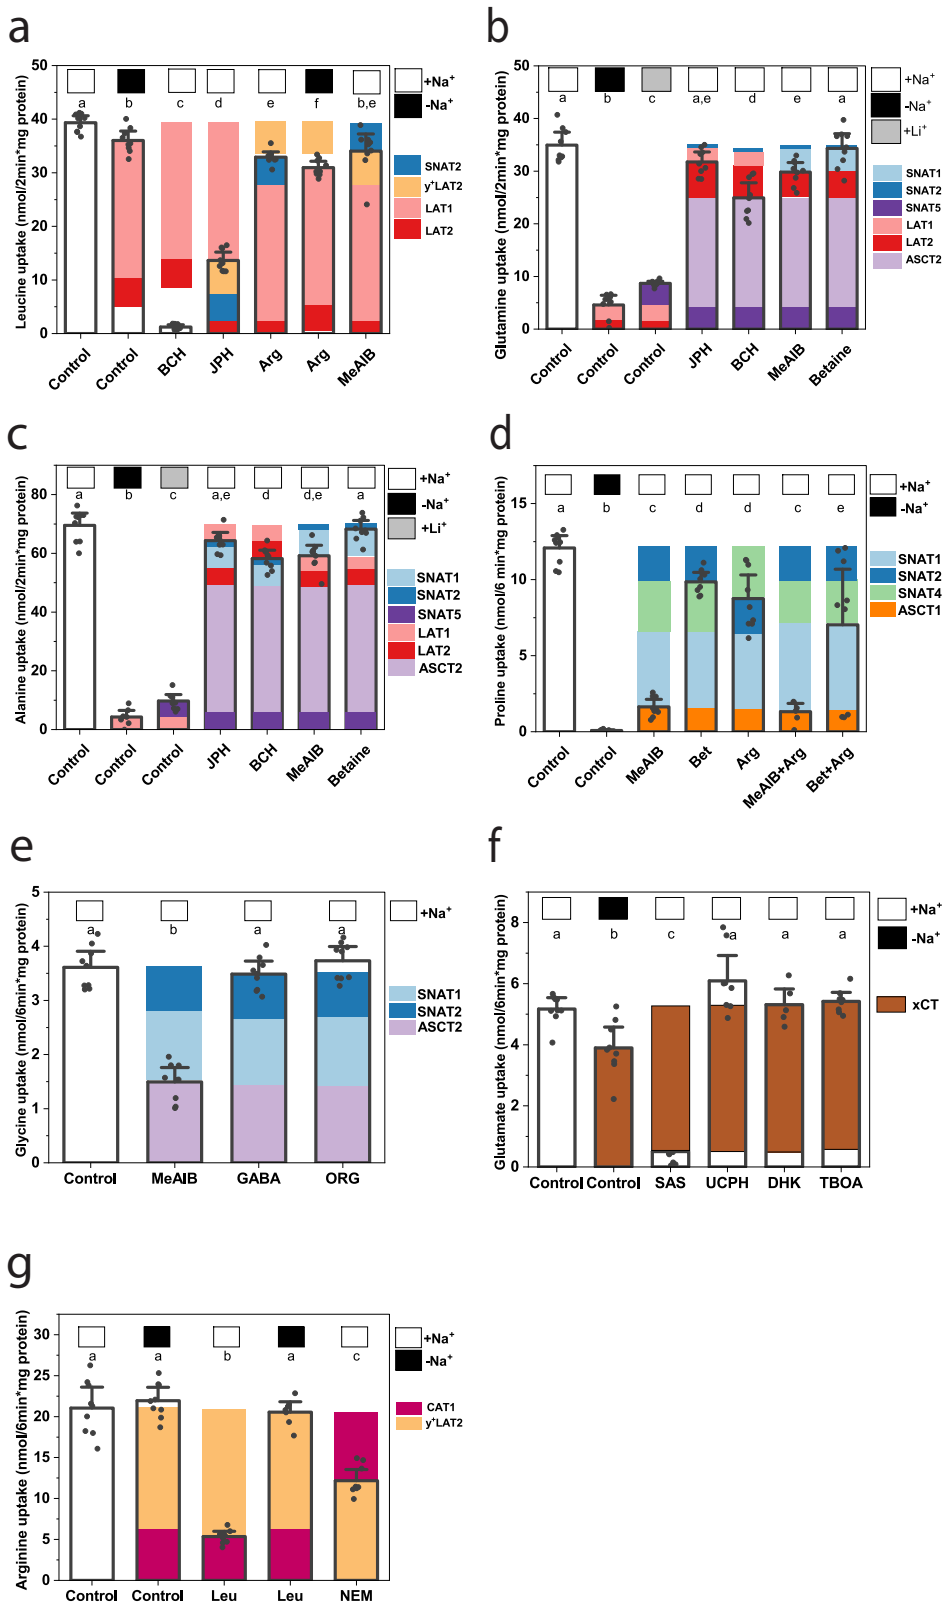 a
Leucine uptake (nmol/2min*mg protein)
50
40
30
20
10
0
a b c d e f b,e
Control Control BCH JPH Arg Arg MeAIB
+Na⁺
-Na⁺
SNAT2
y⁺LAT2
LAT1
LAT2
b
Glutamine uptake (nmol/2min*mg protein)
50
40
30
20
10
0
a b c a,e d e a
Control Control Control JPH BCH MeAIB Betaine
+Na⁺
-Na⁺
+Li⁺
SNAT1
SNAT2
SNAT5
LAT1
LAT2
ASCT2
c
Alanine uptake (nmol/2min*mg protein)
80
60
40
20
0
a b c a,e d d,e a
Control Control Control JPH BCH MeAIB Betaine
+Na⁺
-Na⁺
+Li⁺
SNAT1
SNAT2
SNAT5
LAT1
LAT2
ASCT2
d
Proline uptake (nmol/6 min*mg protein)
15
10
5
0
a b c d d c e
Control Control MeAIB Bet Arg MeAIB+Arg Bet+Arg
+Na⁺
-Na⁺
SNAT1
SNAT2
SNAT4
ASCT1
e
Glycine uptake (nmol/6min*mg protein)
5
4
3
2
1
0
a b a a
Control MeAIB GABA ORG
+Na⁺
SNAT1
SNAT2
ASCT2
f
Glutamate uptake (nmol/6min*mg protein)
8
6
4
2
0
a b c a a a
Control Control SAS UCPH DHK TBOA
+Na⁺
-Na⁺
xCT
g
Arginine uptake (nmol/6min*mg protein)
30
25
20
15
10
5
0
a a b a c
Control Control Leu Leu NEM
+Na⁺
-Na⁺
CAT1
y⁺LAT2